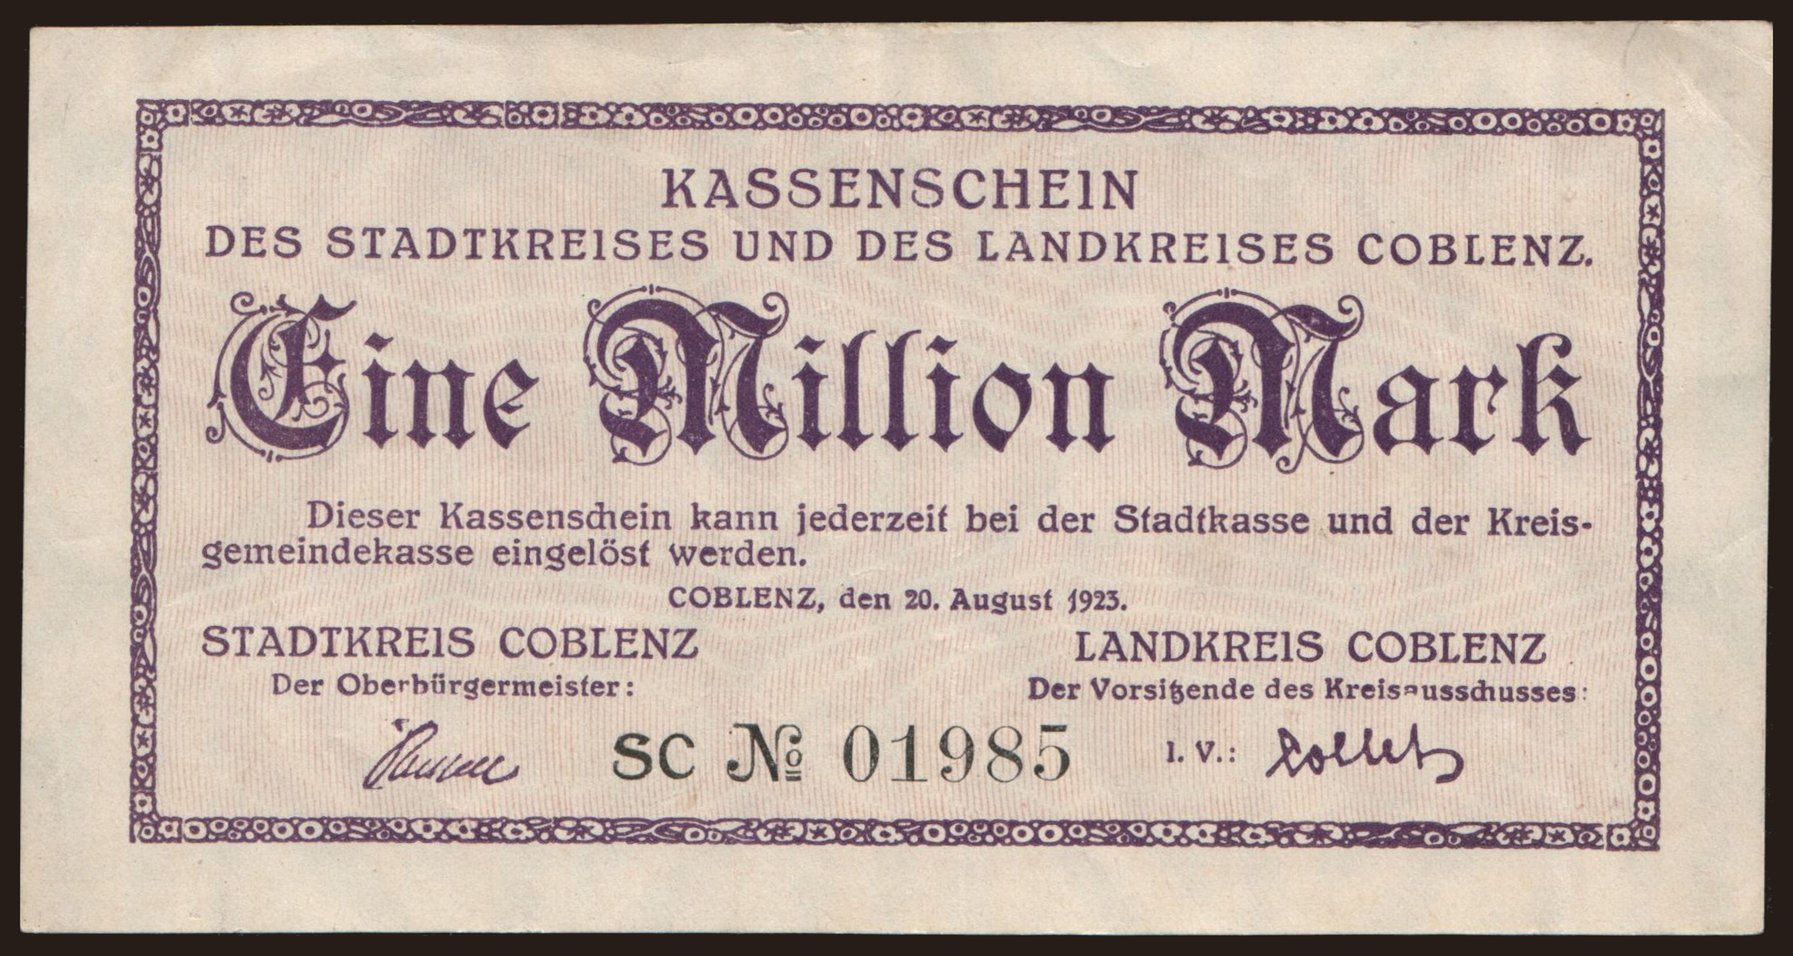 KASSENSCHEIN
DES STADTKREISES UND DES LANDKREISES COBLENZ.
Eine Million Mark
Dieser Kassenschein kann jederzeit bei der Stadtkasse und der Kreis-
gemeindekasse eingelöst werden.
COBLENZ, den 20. August 1923.
STADTKREIS COBLENZ LANDKREIS COBLENZ
Der Oberbürgermeister: Der Vorsitzende des Kreisausschusses:
SC № 01985 I. V.: